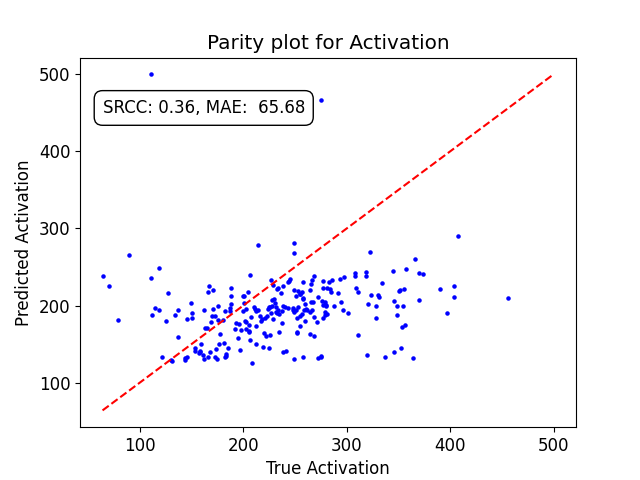 Parity plot for Activation
500
SRCC: 0.36, MAE:  65.68
400
300
200
100
Predicted Activation
100 200 300 400 500
True Activation